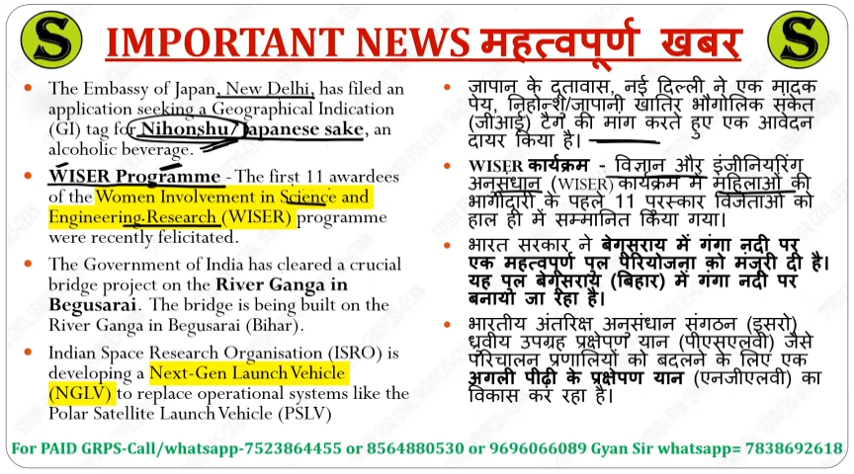 S
IMPORTANT NEWS महत्वपूर्ण खबर
S
• The Embassy of Japan, New Delhi, has filed an
application seeking a Geographical Indication
(GI) tag for Nihonshu/Japanese sake, an
alcoholic beverage.
• WISER Programme - The first 11 awardees
of the Women Involvement in Science and
Engineering Research (WISER) programme
were recently felicitated.
• The Government of India has cleared a crucial
bridge project on the River Ganga in
Begusarai. The bridge is being built on the
River Ganga in Begusarai (Bihar).
• Indian Space Research Organisation (ISRO) is
developing a Next-Gen Launch Vehicle
(NGLV) to replace operational systems like the
Polar Satellite Launch Vehicle (PSLV)
• जापान के दूतावास, नई दिल्ली ने एक मादक
पेय, निहोन्शु/जापानी खातिर भौगोलिक संकेत
(जीआई) टैग की मांग करते हुए एक आवेदन
दायर किया है।
• WISER कार्यक्रम - विज्ञान और इंजीनियरिंग
अनुसंधान (WISER) कार्यक्रम में महिलाओं की
भागीदारी के पहले 11 पुरस्कार विजेताओं को
हाल ही में सम्मानित किया गया।
• भारत सरकार ने बेगूसराय में गंगा नदी पर
एक महत्वपूर्ण पुल परियोजना को मंजूरी दी है।
यह पुल बेगूसराय (बिहार) में गंगा नदी पर
बनाया जा रहा है।
• भारतीय अंतरिक्ष अनुसंधान संगठन (इसरो)
ध्रुवीय उपग्रह प्रक्षेपण यान (पीएसएलवी) जैसे
परिचालन प्रणालियों को बदलने के लिए एक
अगली पीढ़ी के प्रक्षेपण यान (एनजीएलवी) का
विकास कर रहा है।
For PAID GRPS-Call/whatsapp-7523864455 or 8564880530 or 9696066089 Gyan Sir whatsapp= 7838692618